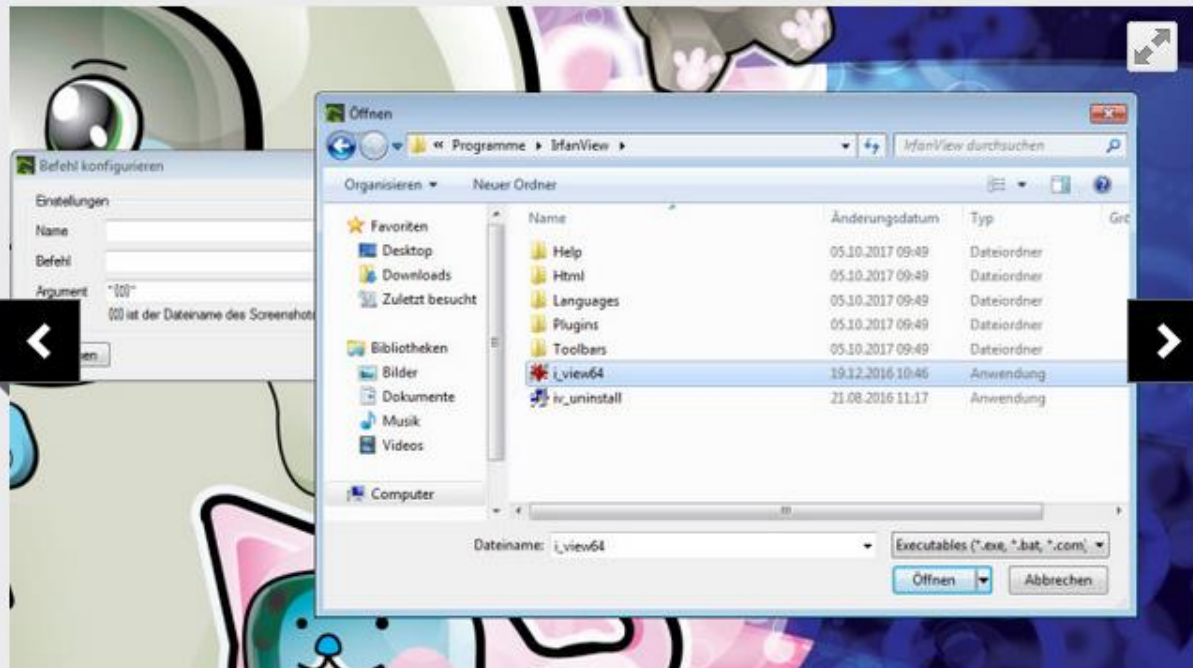 Öffnen
« Programme ▸ IrfanView ▸
IrfanView durchsuchen
Organisieren
Neuer Ordner
Befehl konfigurieren
Einstellungen
Name
Befehl
Argument "{0}"
{0} ist der Dateiname des Screenshots
Favoriten
Desktop
Downloads
Zuletzt besucht
Bibliotheken
Bilder
Dokumente
Musik
Videos
Computer
Name Änderungsdatum Typ Grö
Help 05.10.2017 09:49 Dateiordner
Html 05.10.2017 09:49 Dateiordner
Languages 05.10.2017 09:49 Dateiordner
Plugins 05.10.2017 09:49 Dateiordner
Toolbars 05.10.2017 09:49 Dateiordner
i_view64 19.12.2016 10:46 Anwendung
iv_uninstall 21.08.2016 11:17 Anwendung
Dateiname: i_view64
Executables (*.exe, *.bat, *.com,
Öffnen
Abbrechen